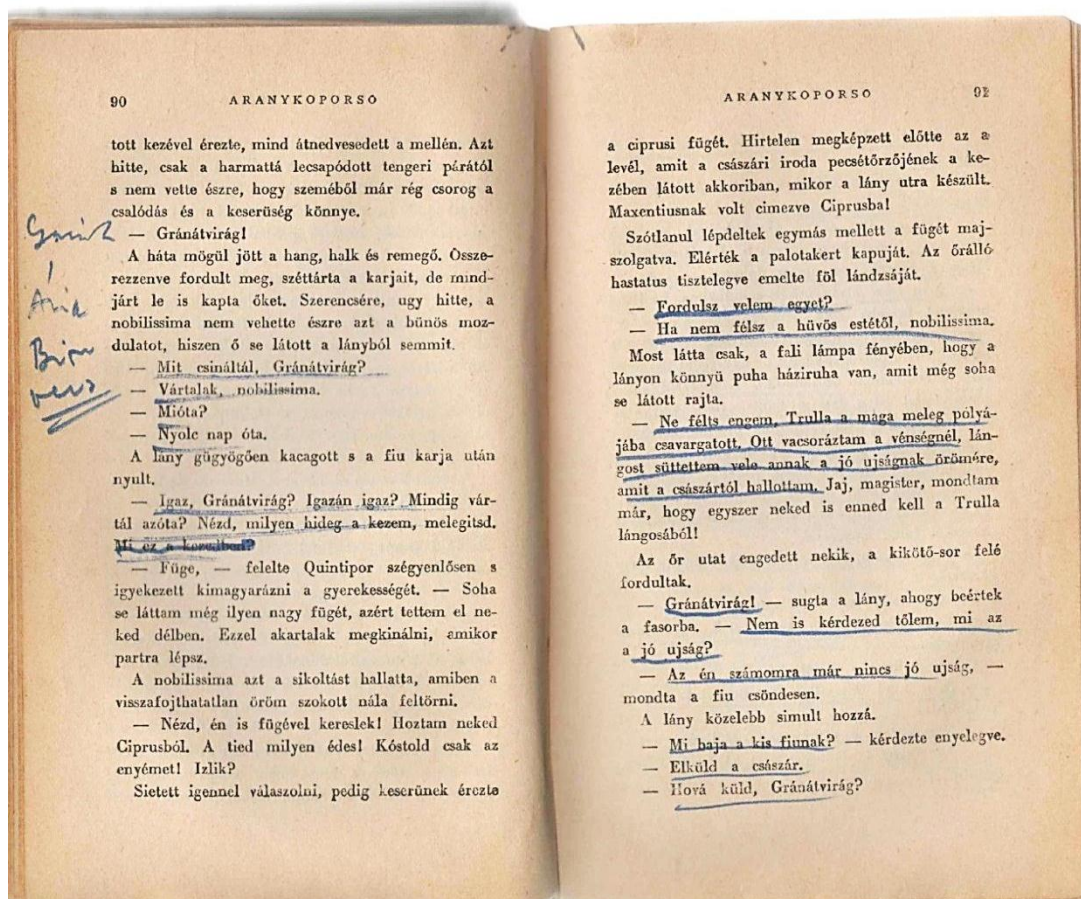 90 ARANYKOPORSÓ
tott kezével érezte, mind átnedvesedett a mellén. Azt
hitte, csak a harmattá lecsapódott tengeri párától
s nem vette észre, hogy szeméből már rég csorog a
csalódás és a keserüség könnye.
— Gránátvirág!
A háta mögül jött a hang, halk és remegő. Össze-
rezzenve fordult meg, széttárta a karjait, de mind-
járt le is kapta őket. Szerencsére, ugy hitte, a
nobilissima nem vehette észre azt a bünös moz-
dulatot, hiszen ő se látott a lányból semmit.
— Mit csináltál, Gránátvirág?
— Vártalak, nobilissima.
— Mióta?
— Nyolc nap óta.
A lány gügyögően kacagott s a fiu karja után
nyult.
— Igaz, Gránátvirág? Igazán igaz? Mindig vár-
tál azóta? Nézd, milyen hideg a kezem, melegitsd.
Mi ez a kezedben?
— Füge, — felelte Quintipor szégyenlősen s
igyekezett kimagyarázni a gyerekességét. — Soha
se láttam még ilyen nagy fügét, azért tettem el ne-
ked délben. Ezzel akartalak megkinálni, amikor
partra lépsz.
A nobilissima azt a sikoltást hallatta, amiben a
visszafojthatatlan öröm szokott nála feltörni.
— Nézd, én is fügével kereslek! Hoztam neked
Ciprusból. A tied milyen édes! Kóstold csak az
enyémet! Izlik?
Sietett igennel válaszolni, pedig keserünek érezte
vers
ARANYKOPORSÓ 91
a ciprusi fügét. Hirtelen megképzett előtte az a
levél, amit a császári iroda pecsétőrzőjének a ke-
zében látott akkoriban, mikor a lány utra készült.
Maxentiusnak volt cimezve Ciprusba!
Szótlanul lépdeltek egymás mellett a fügét maj-
szolgatva. Elérték a palotakert kapuját. Az őrálló
hastatus tisztelegve emelte föl lándzsáját.
— Fordulsz velem egyet?
— Ha nem félsz a hüvös estétől, nobilissima.
Most látta csak, a fali lámpa fényében, hogy a
lányon könnyü puha háziruha van, amit még soha
se látott rajta.
— Ne félts engem, Trulla a maga meleg pólyá-
jába csavargatott. Ott vacsoráztam a vénségnél, lán-
gost süttettem vele annak a jó ujságnak örömére,
amit a császártól hallottam. Jaj, magister, mondtam
már, hogy egyszer neked is enned kell a Trulla
lángosából!
Az őr utat engedett nekik, a kikötő-sor felé
fordultak.
— Gránátvirág! — sugta a lány, ahogy beértek
a fasorba. — Nem is kérdezed tőlem, mi az
a jó ujság?
— Az én számomra már nincs jó ujság, —
mondta a fiu csöndesen.
A lány közelebb simult hozzá.
— Mi baja a kis fiunak? — kérdezte enyelegve.
— Elküld a császár.
— Hová küld, Gránátvirág?